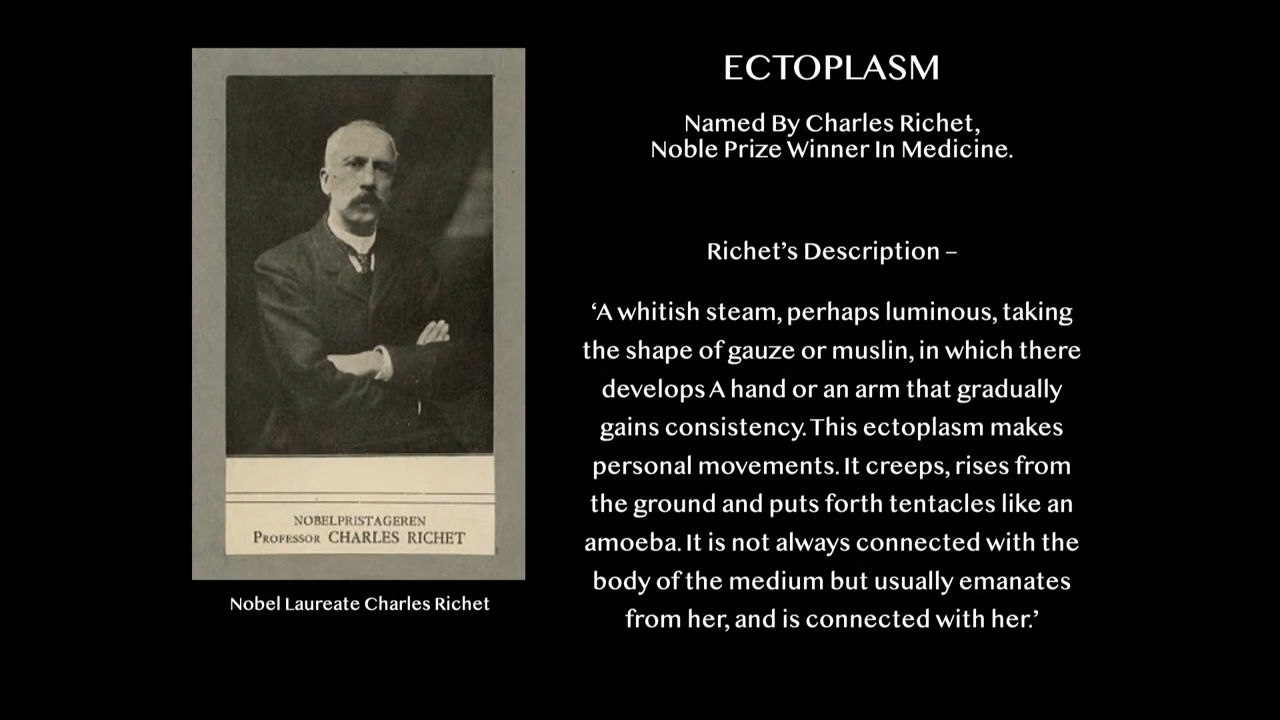 ECTOPLASM
Named By Charles Richet,
Noble Prize Winner In Medicine.
Richet's Description –
‘A whitish steam, perhaps luminous, taking
the shape of gauze or muslin, in which there
develops A hand or an arm that gradually
gains consistency. This ectoplasm makes
personal movements. It creeps, rises from
the ground and puts forth tentacles like an
amoeba. It is not always connected with the
body of the medium but usually emanates
from her, and is connected with her.’
NOBELPRISTAGEREN
PROFESSOR CHARLES RICHET
Nobel Laureate Charles Richet